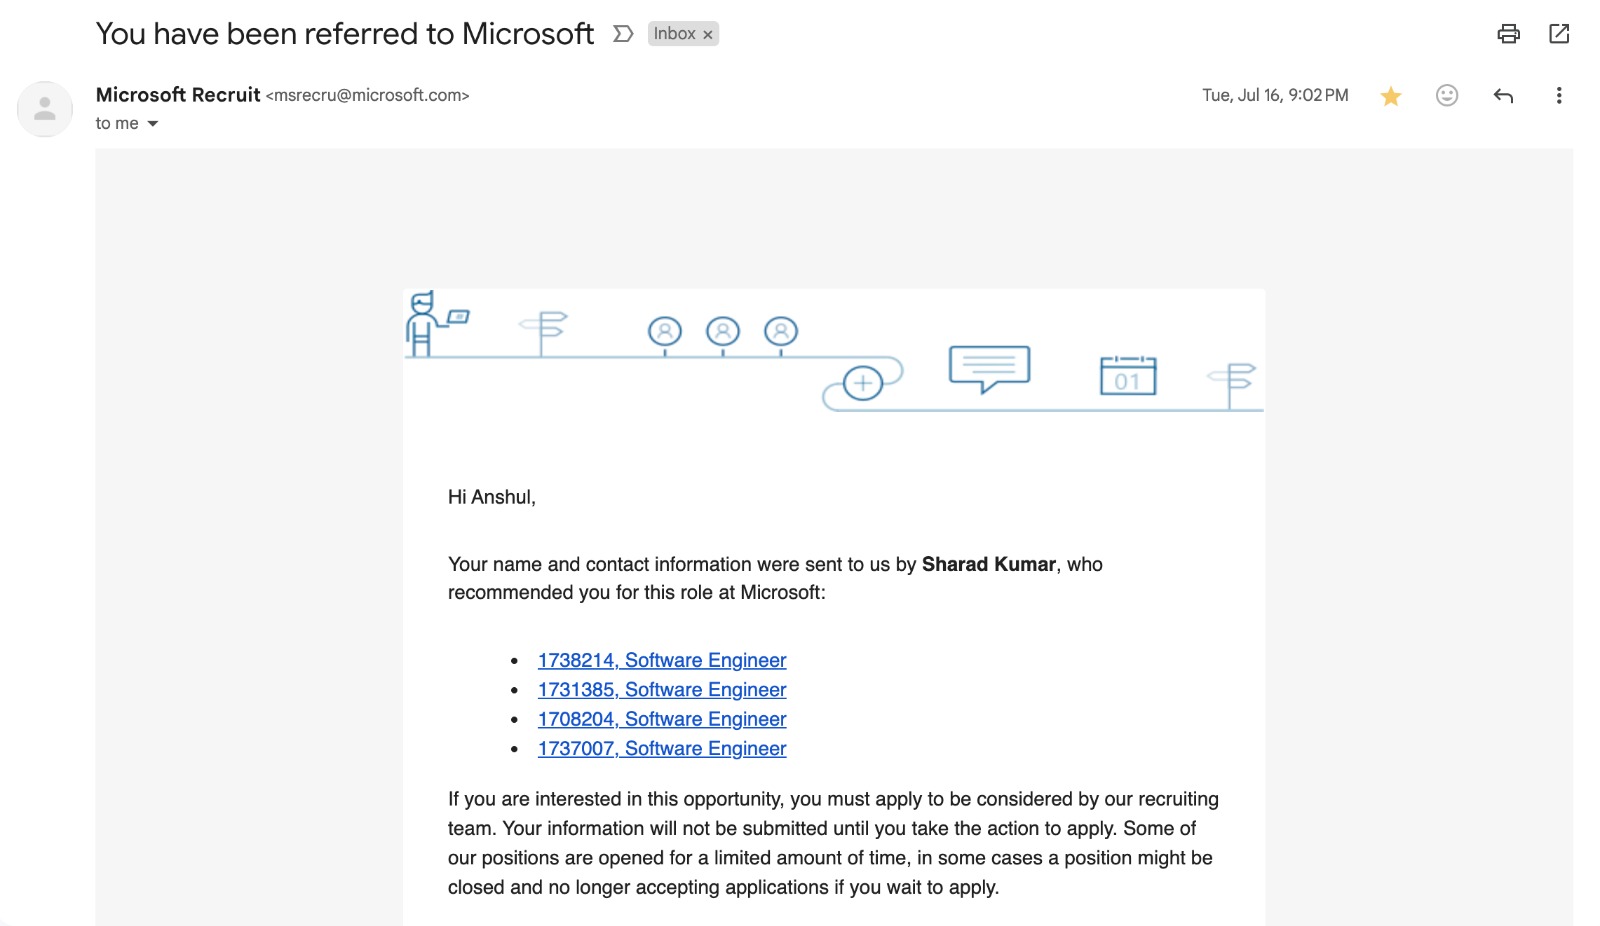 You have been referred to Microsoft
Inbox ×
Microsoft Recruit <msrecru@microsoft.com>
Tue, Jul 16, 9:02 PM
to me
01
Hi Anshul,
Your name and contact information were sent to us by Sharad Kumar, who
recommended you for this role at Microsoft:
• 1738214, Software Engineer
• 1731385, Software Engineer
• 1708204, Software Engineer
• 1737007, Software Engineer
If you are interested in this opportunity, you must apply to be considered by our recruiting
team. Your information will not be submitted until you take the action to apply. Some of
our positions are opened for a limited amount of time, in some cases a position might be
closed and no longer accepting applications if you wait to apply.